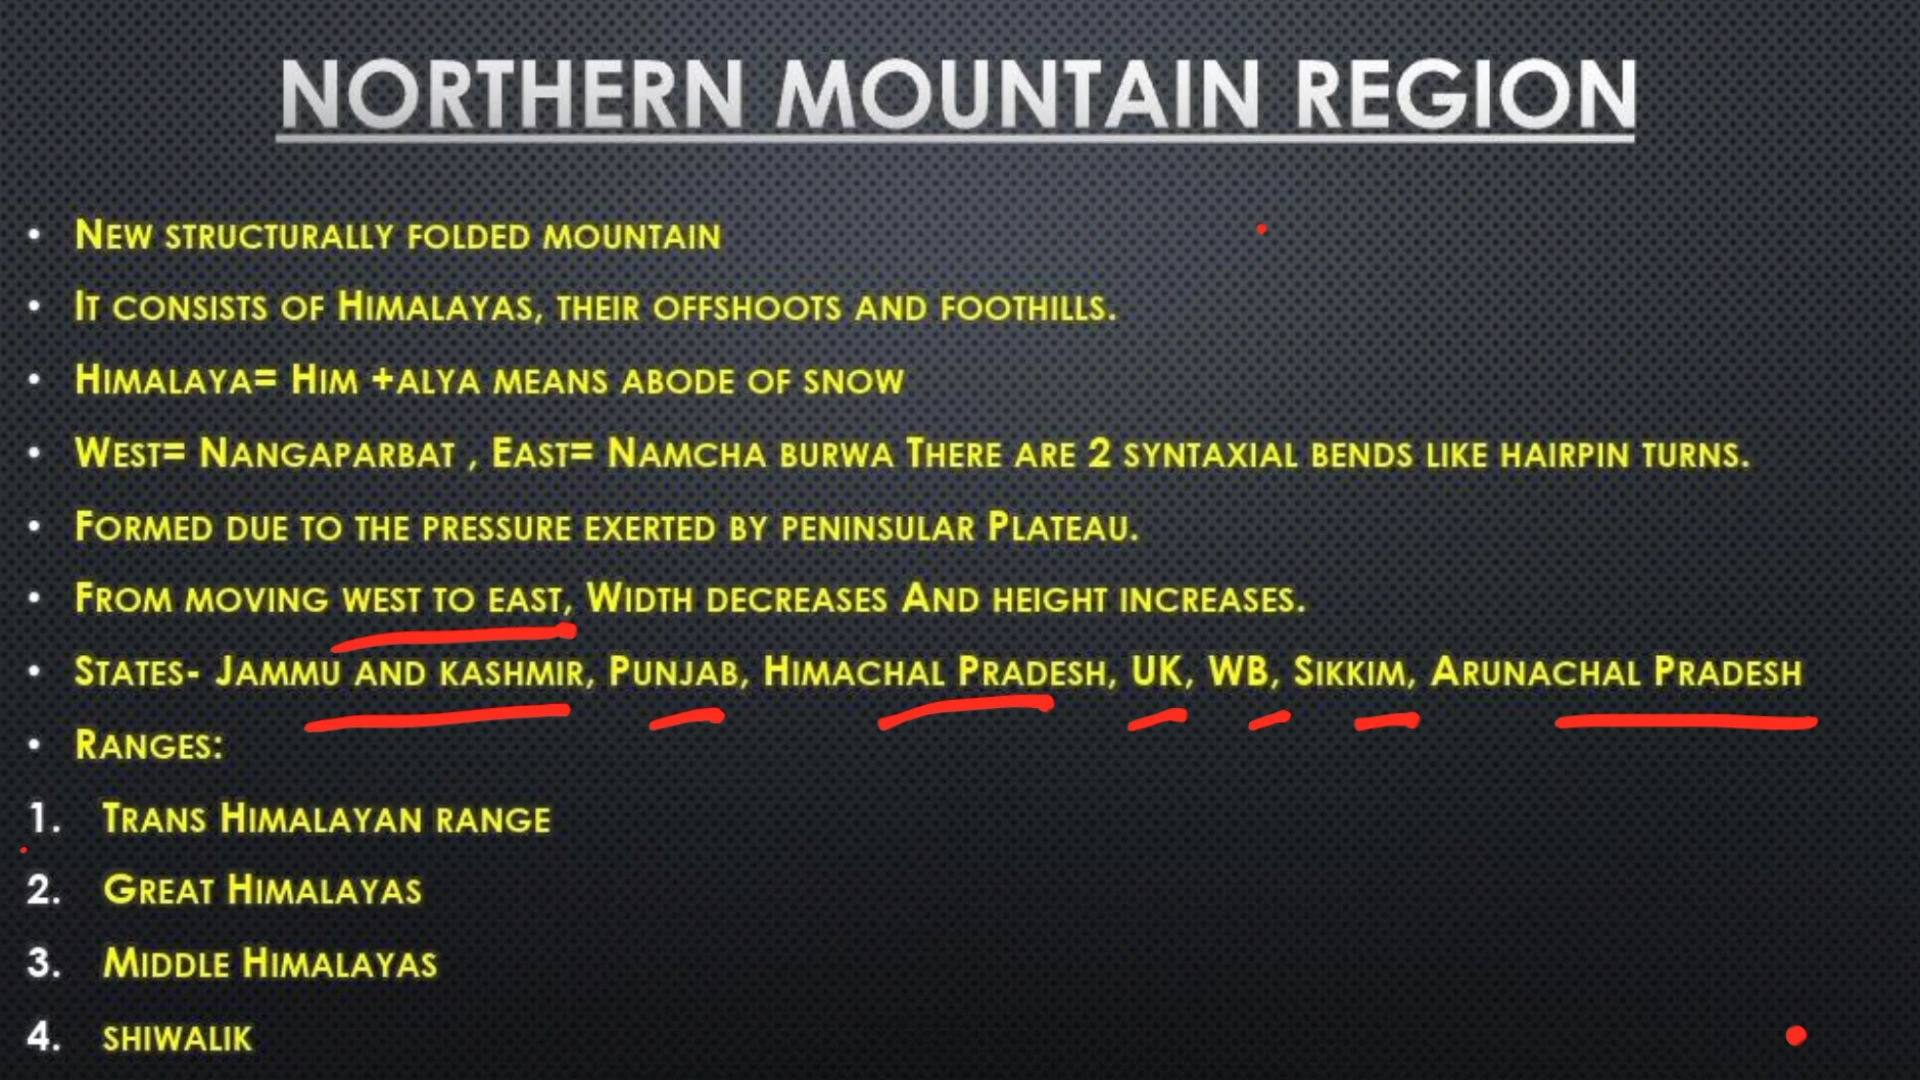 NORTHERN MOUNTAIN REGION
• NEW STRUCTURALLY FOLDED MOUNTAIN
• IT CONSISTS OF HIMALAYAS, THEIR OFFSHOOTS AND FOOTHILLS.
• HIMALAYA= HIM +ALYA MEANS ABODE OF SNOW
• WEST= NANGAPARBAT , EAST= NAMCHA BURWA THERE ARE 2 SYNTAXIAL BENDS LIKE HAIRPIN TURNS.
• FORMED DUE TO THE PRESSURE EXERTED BY PENINSULAR PLATEAU.
• FROM MOVING WEST TO EAST, WIDTH DECREASES AND HEIGHT INCREASES.
• STATES- JAMMU AND KASHMIR, PUNJAB, HIMACHAL PRADESH, UK, WB, SIKKIM, ARUNACHAL PRADESH
• RANGES:
1. TRANS HIMALAYAN RANGE
2. GREAT HIMALAYAS
3. MIDDLE HIMALAYAS
4. SHIWALIK